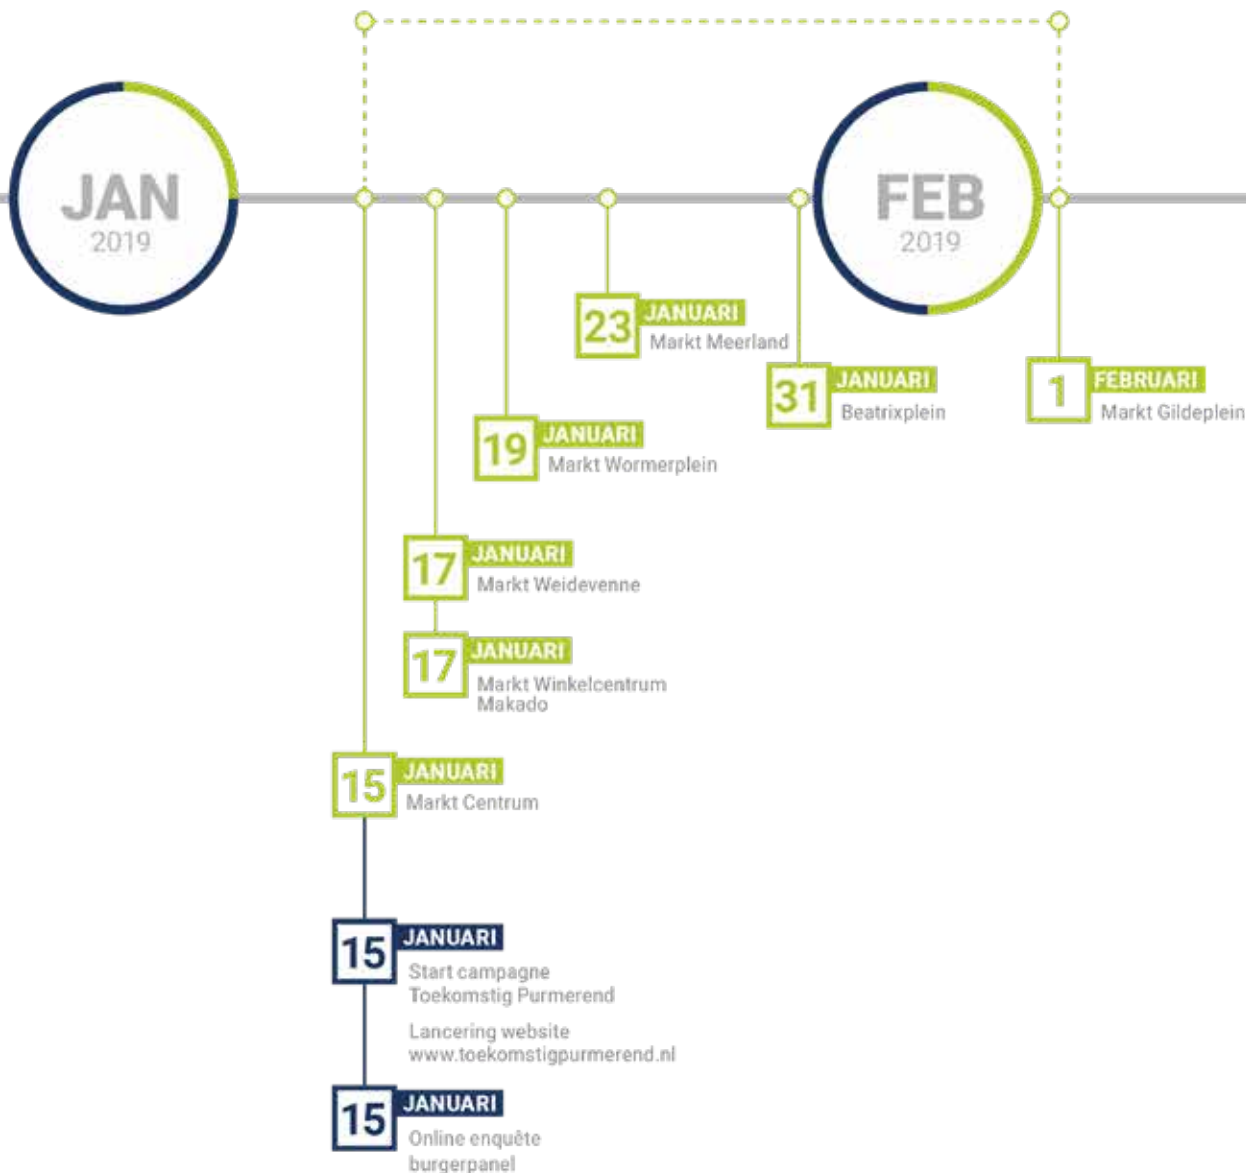 JAN
2019
FEB
2019
23
JANUARI
Markt Meerland
31
JANUARI
Beatrixplein
1
FEBRUARI
Markt Gildeplein
19
JANUARI
Markt Wormerplein
17
JANUARI
Markt Weidevenne
17
JANUARI
Markt Winkelcentrum
Makado
15
JANUARI
Markt Centrum
15
JANUARI
Start campagne
Toekomstig Purmerend
Lancering website
www.toekomstigpurmerend.nl
15
JANUARI
Online enquête
burgerpanel